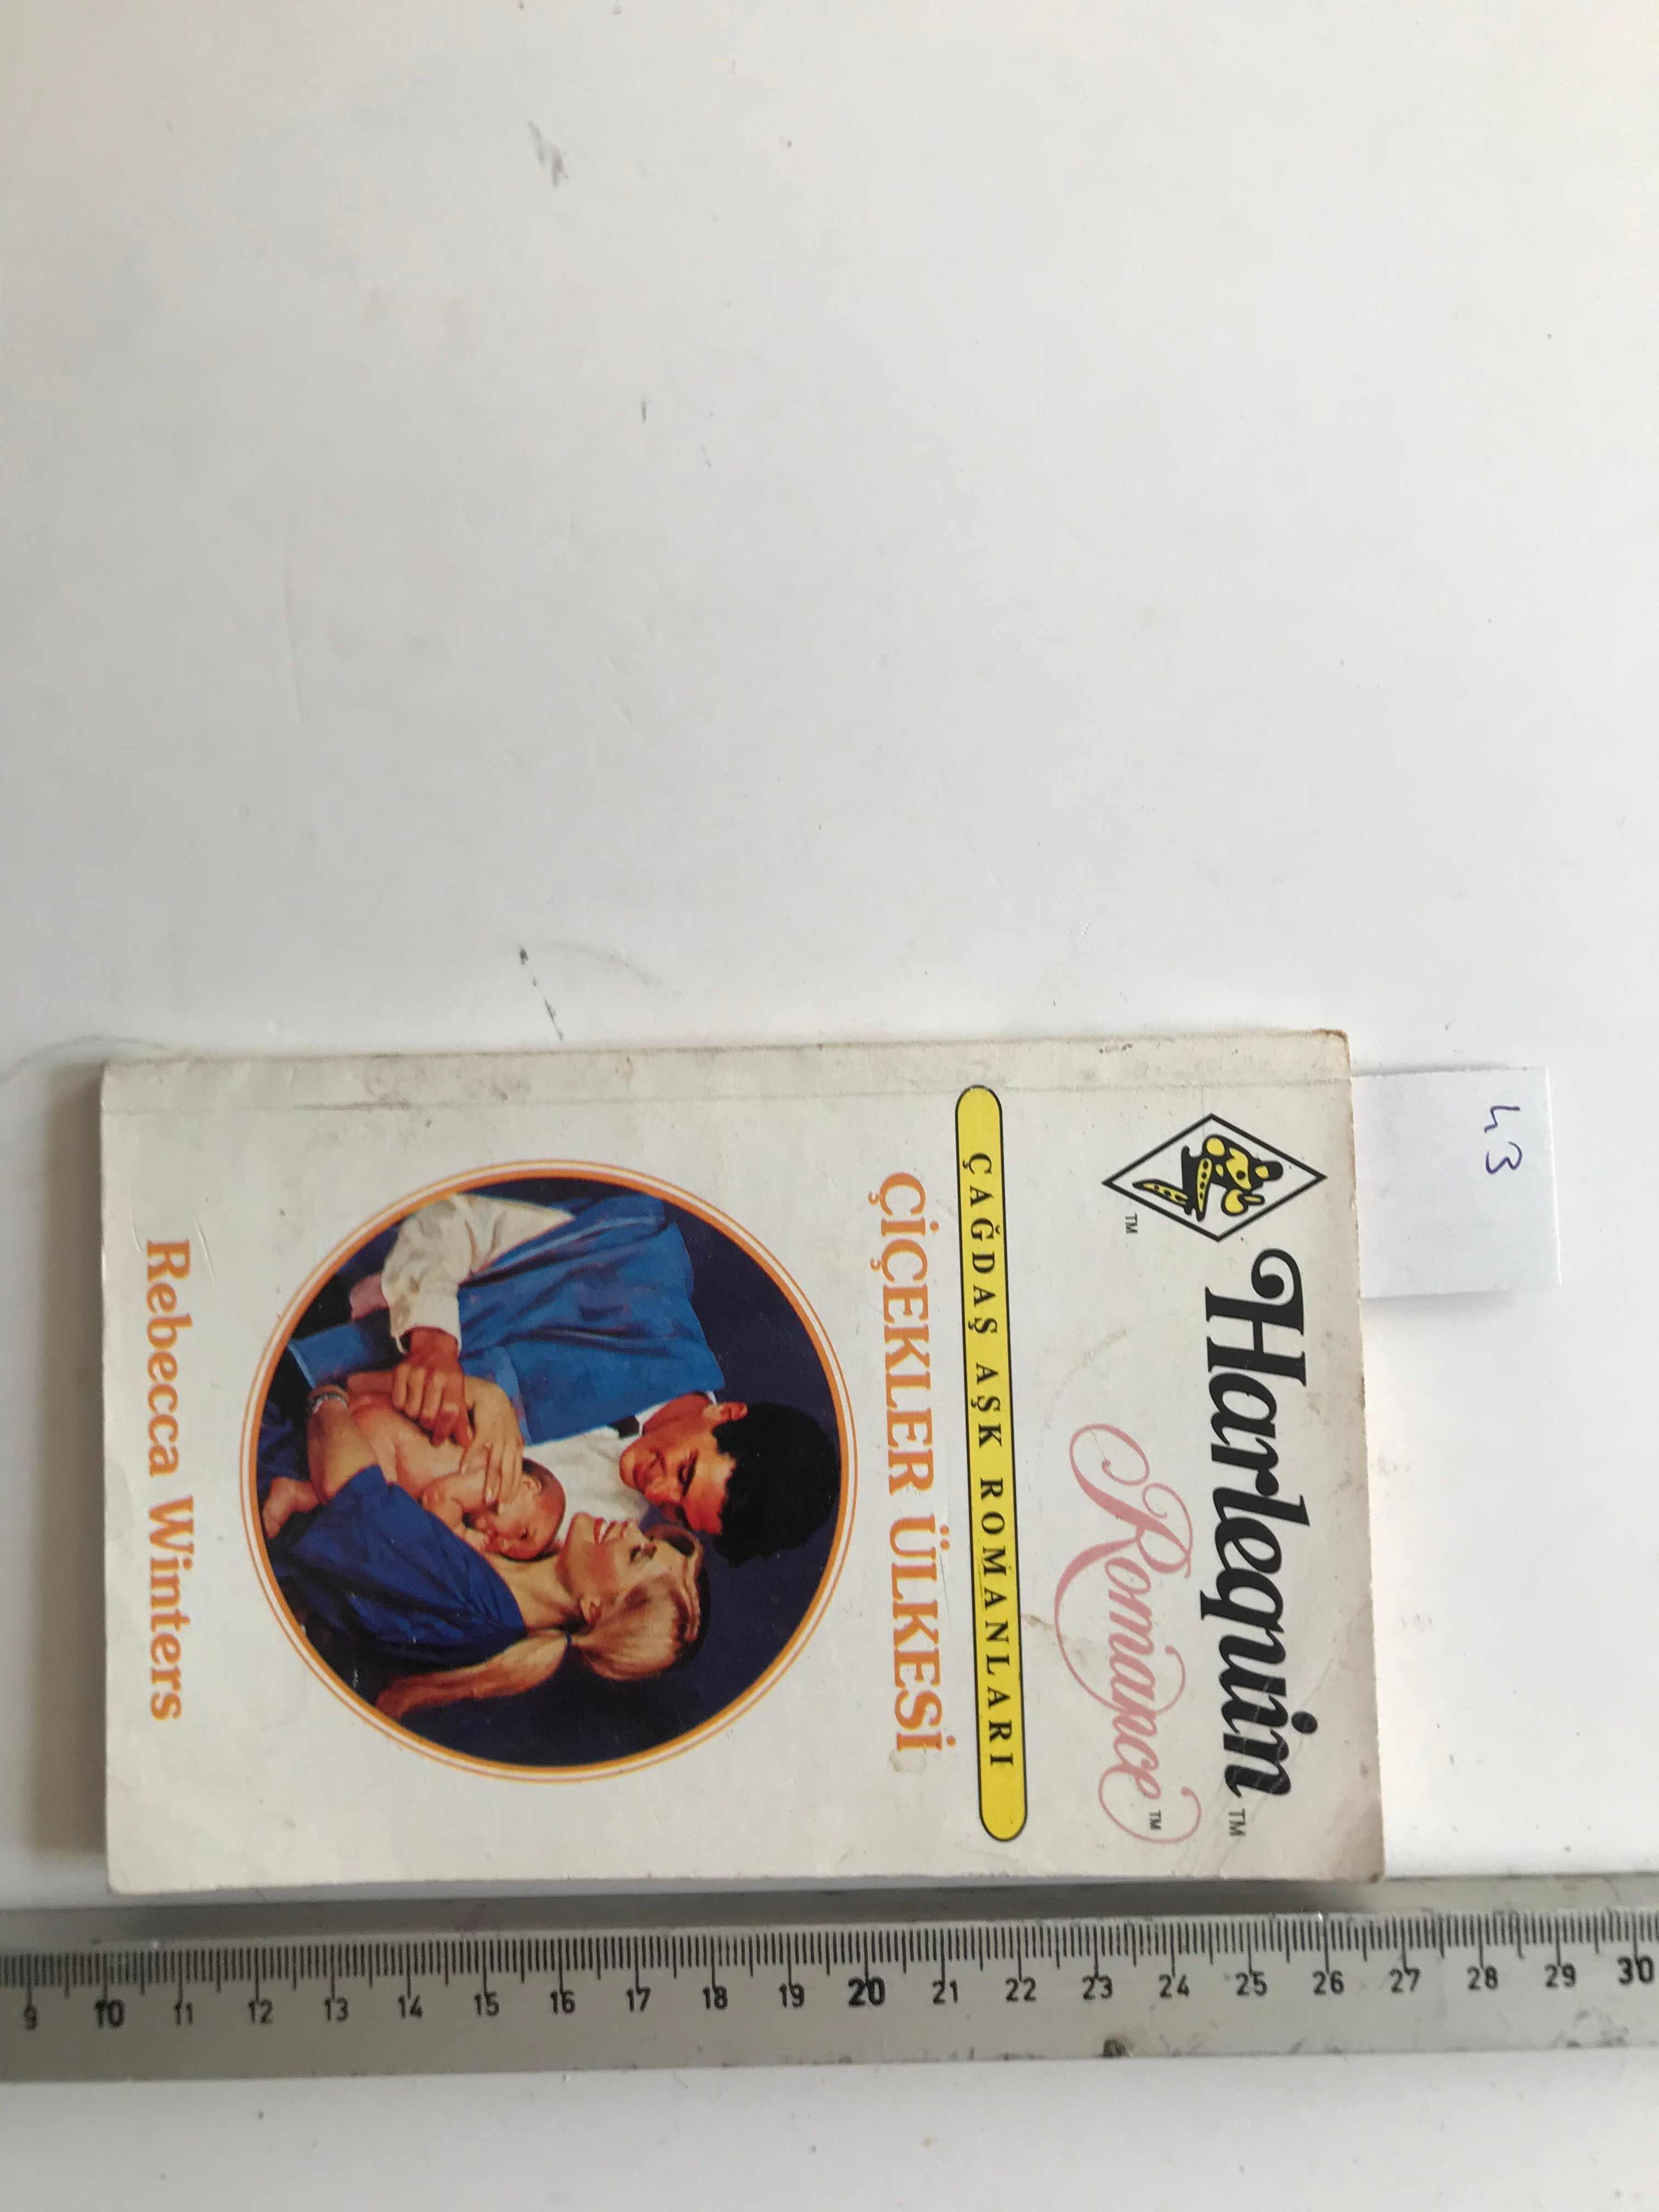 43
Harlequin™
Romance™
™
ÇAĞDAŞ AŞK ROMANLARI
ÇİÇEKLER ÜLKESİ
Rebecca Winters
9 10 11 12 13 14 15 16 17 18 19 20 21 22 23 24 25 26 27 28 29 30